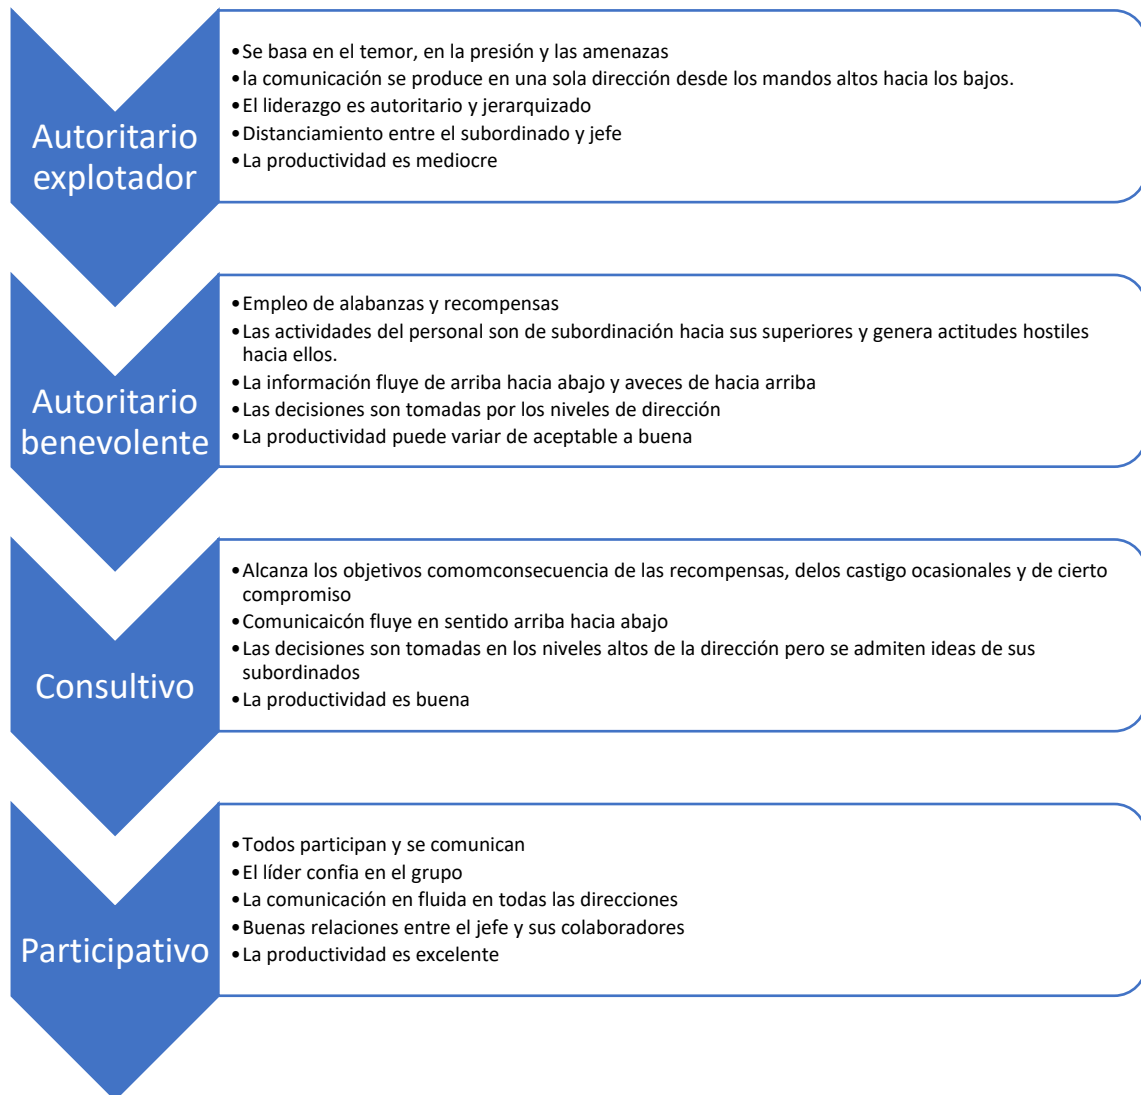 Autoritario
explotador
•Se basa en el temor, en la presión y las amenazas
•la comunicación se produce en una sola dirección desde los mandos altos hacia los bajos.
•El liderazgo es autoritario y jerarquizado
•Distanciamiento entre el subordinado y jefe
•La productividad es mediocre
Autoritario
benevolente
•Empleo de alabanzas y recompensas
•Las actividades del personal son de subordinación hacia sus superiores y genera actitudes hostiles
hacia ellos.
•La información fluye de arriba hacia abajo y aveces de hacia arriba
•Las decisiones son tomadas por los niveles de dirección
•La productividad puede variar de aceptable a buena
Consultivo
•Alcanza los objetivos comomconsecuencia de las recompensas, delos castigo ocasionales y de cierto
compromiso
•Comunicaicón fluye en sentido arriba hacia abajo
•Las decisiones son tomadas en los niveles altos de la dirección pero se admiten ideas de sus
subordinados
•La productividad es buena
Participativo
•Todos participan y se comunican
•El líder confia en el grupo
•La comunicación en fluida en todas las direcciones
•Buenas relaciones entre el jefe y sus colaboradores
•La productividad es excelente